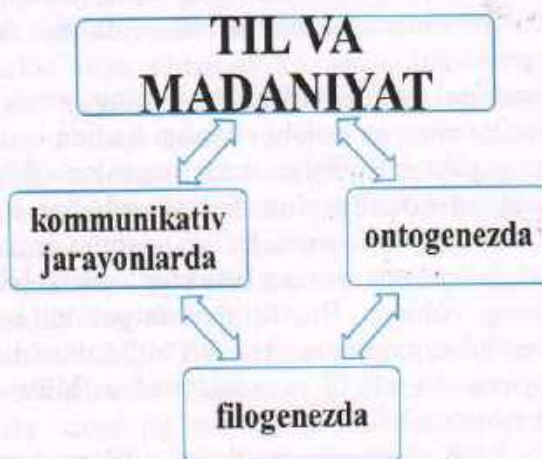 TIL VA
MADANIYAT
kommunikativ
jarayonlarda
ontogenezda
filogenezda